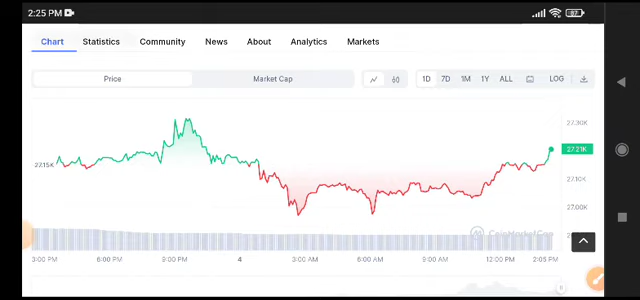 2:25 PM 87
Chart Statistics Community News About Analytics Markets
Price Market Cap 1D 7D 1M 1Y ALL LOG
27.30K
27.21K
27.15K
27.10K
27.00K
CoinMarketCap
3:00 PM 6:00 PM 9:00 PM 4 3:00 AM 6:00 AM 9:00 AM 12:00 PM 2:05 PM